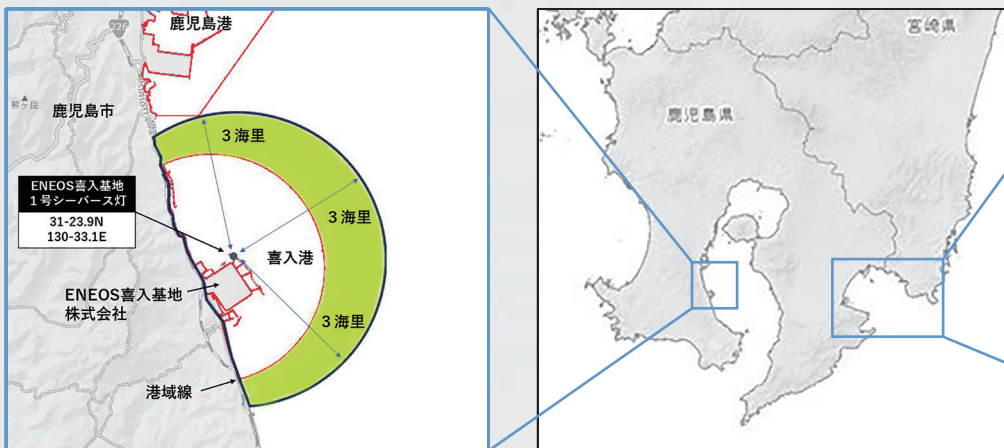 鹿児島港
226
熊ヶ岳
鹿児島市
3海里
ENEOS喜入基地
1号シーバース灯
31-23.9N
130-33.1E
3海里
喜入港
ENEOS喜入基地
株式会社
3海里
港域線
宮崎県
鹿児島県